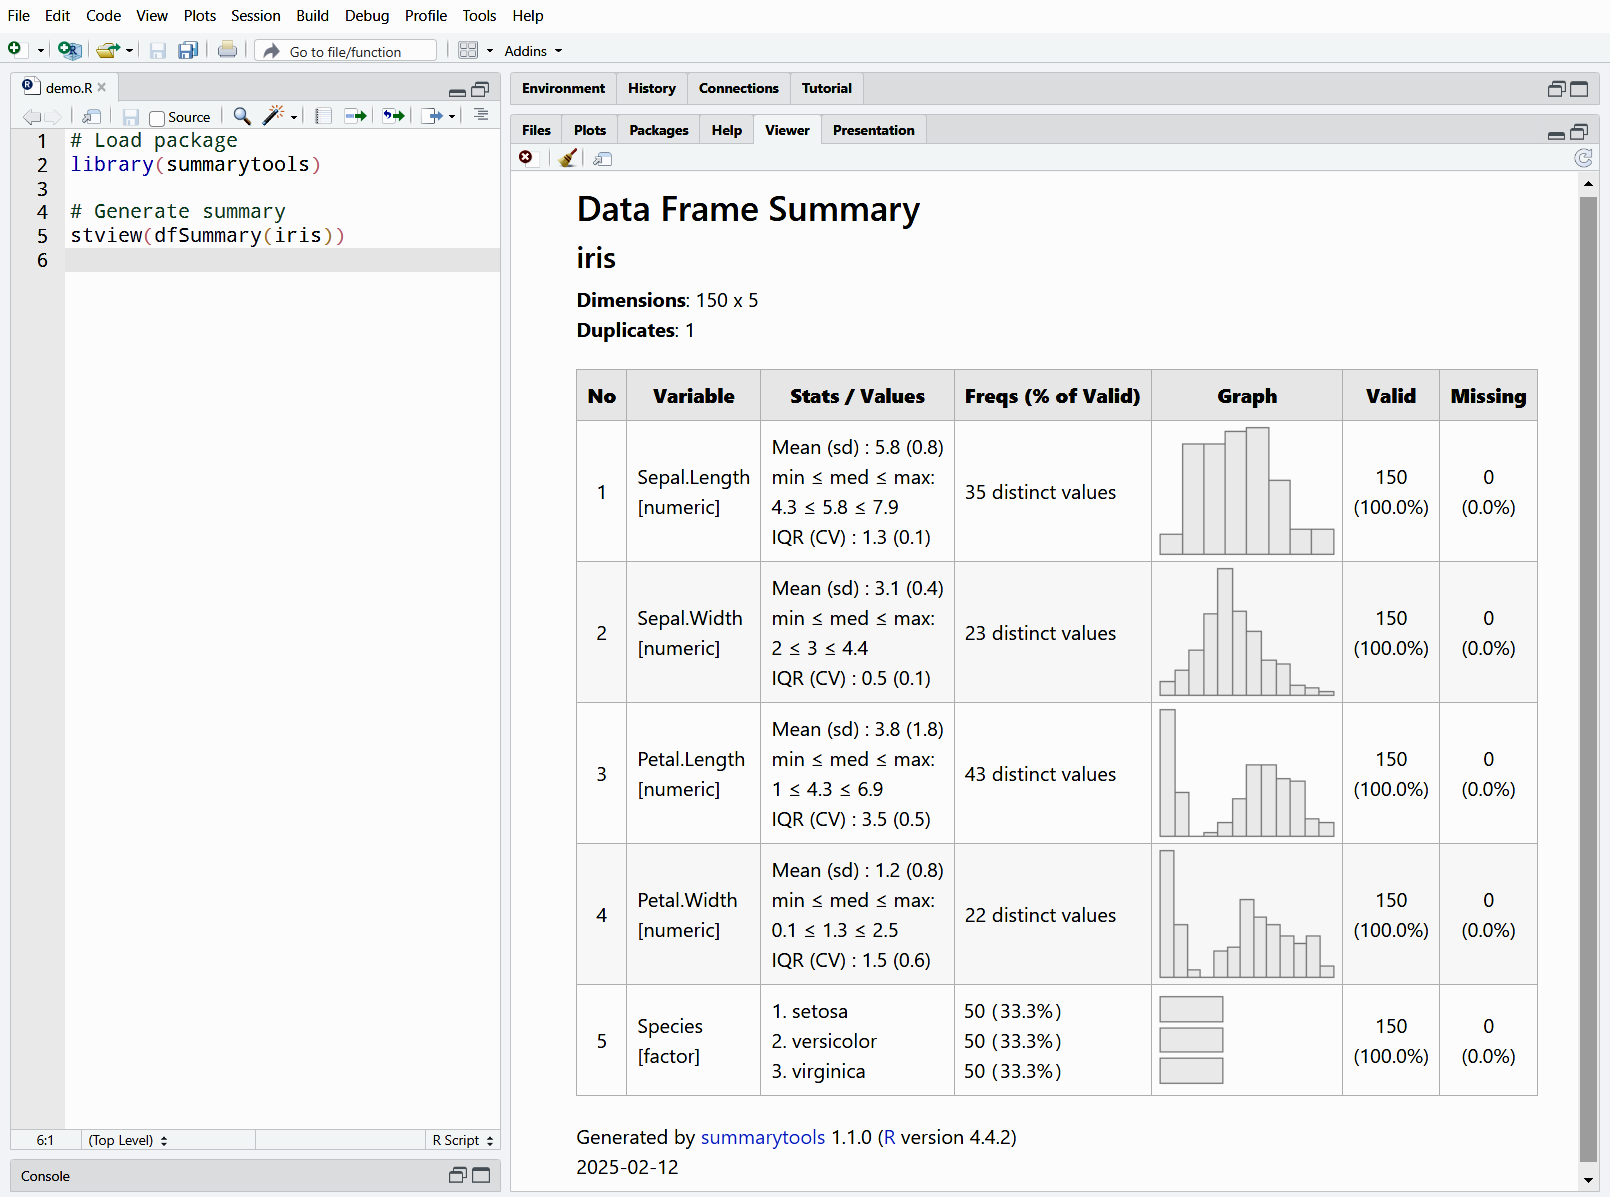 File Edit Code View Plots Session Build Debug Profile Tools Help
Go to file/function Addins
demo.R
Source
1 # Load package
2 library(summarytools)
3
4 # Generate summary
5 stview(dfSummary(iris))
6
6:1 (Top Level) R Script
Console
Environment History Connections Tutorial
Files Plots Packages Help Viewer Presentation
Data Frame Summary
iris
Dimensions: 150 x 5
Duplicates: 1
No Variable Stats / Values Freqs (% of Valid) Graph Valid Missing
1 Sepal.Length [numeric] Mean (sd) : 5.8 (0.8)
min ≤ med ≤ max:
4.3 ≤ 5.8 ≤ 7.9
IQR (CV) : 1.3 (0.1)
35 distinct values 150 (100.0%) 0 (0.0%)
2 Sepal.Width [numeric] Mean (sd) : 3.1 (0.4)
min ≤ med ≤ max:
2 ≤ 3 ≤ 4.4
IQR (CV) : 0.5 (0.1)
23 distinct values 150 (100.0%) 0 (0.0%)
3 Petal.Length [numeric] Mean (sd) : 3.8 (1.8)
min ≤ med ≤ max:
1 ≤ 4.3 ≤ 6.9
IQR (CV) : 3.5 (0.5)
43 distinct values 150 (100.0%) 0 (0.0%)
4 Petal.Width [numeric] Mean (sd) : 1.2 (0.8)
min ≤ med ≤ max:
0.1 ≤ 1.3 ≤ 2.5
IQR (CV) : 1.5 (0.6)
22 distinct values 150 (100.0%) 0 (0.0%)
5 Species [factor] 1. setosa
2. versicolor
3. virginica
50 (33.3%)
50 (33.3%)
50 (33.3%)
150 (100.0%) 0 (0.0%)
Generated by summarytools 1.1.0 (R version 4.4.2)
2025-02-12